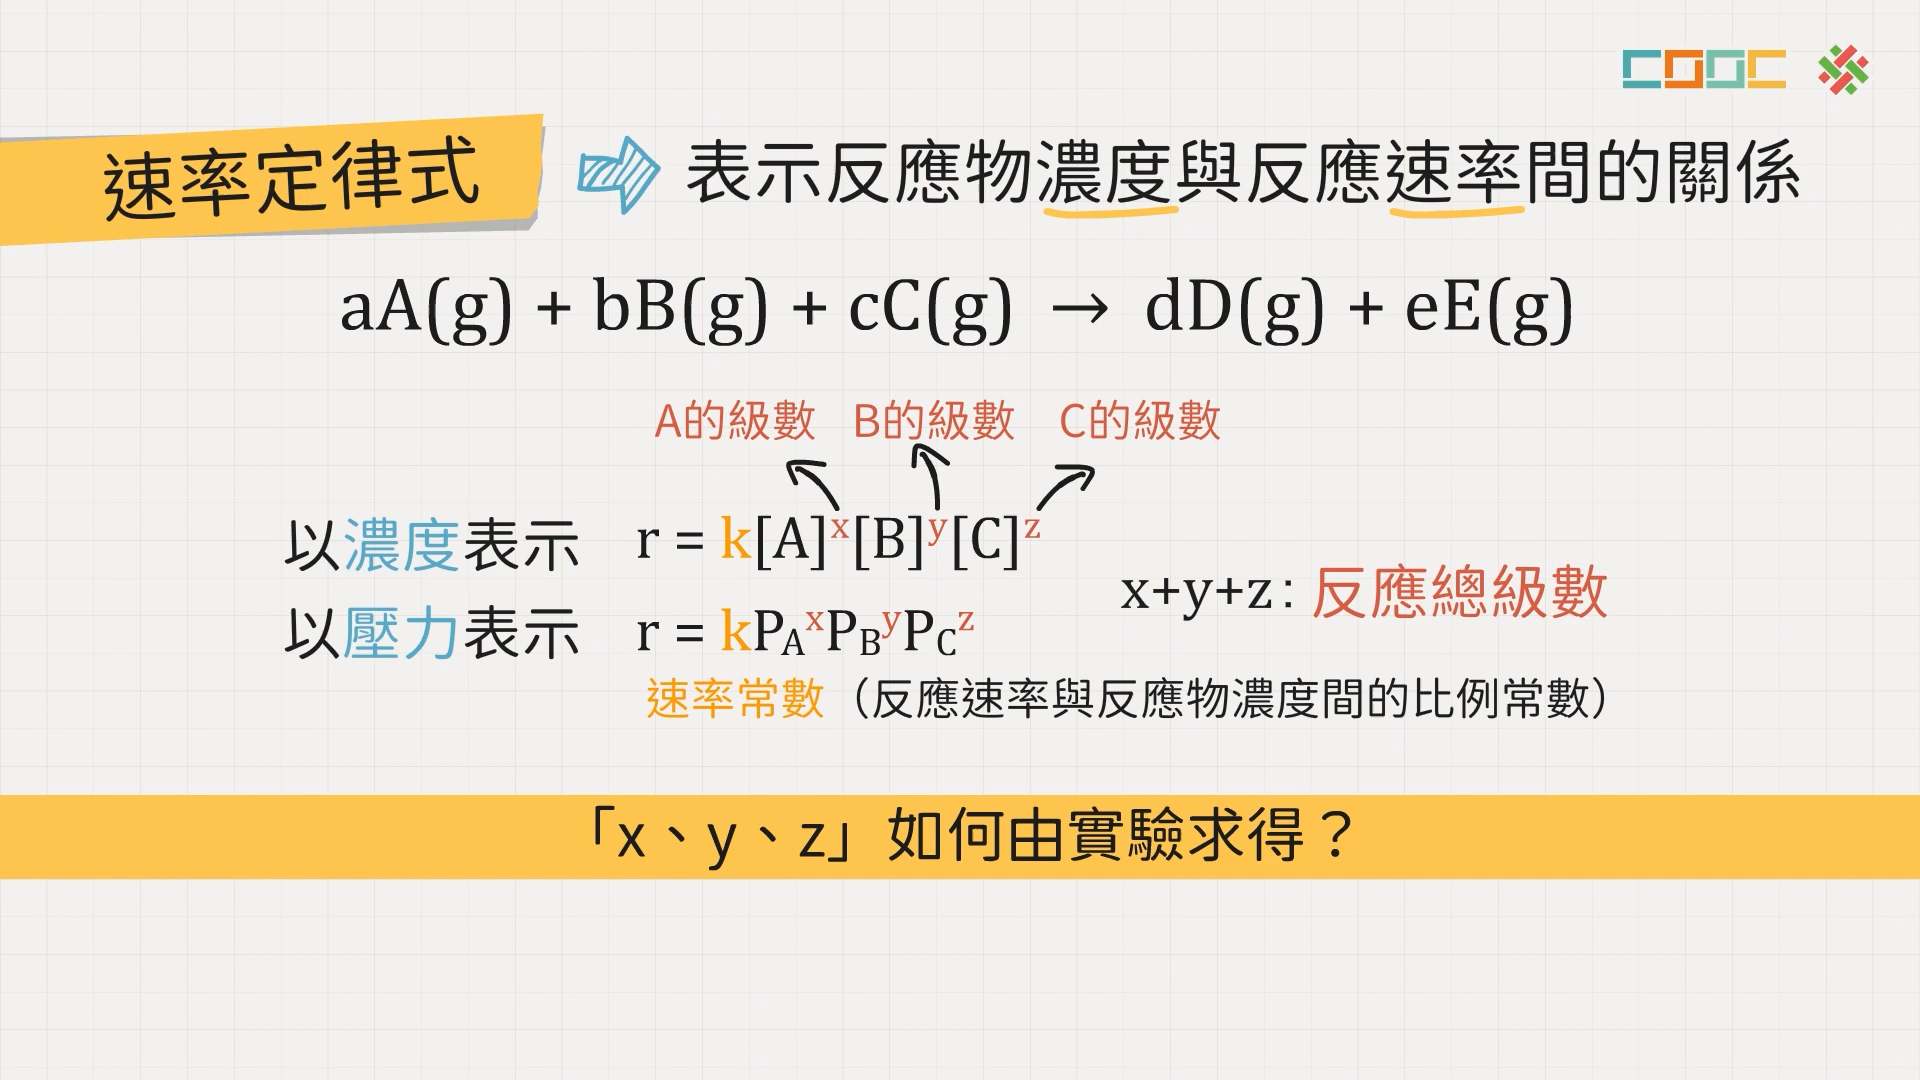 COOC
速率定律式
表示反應物濃度與反應速率間的關係
aA(g) + bB(g) + cC(g) → dD(g) + eE(g)
A的級數 B的級數 C的級數
以濃度表示 r = k[A]^x[B]^y[C]^z
x+y+z：反應總級數
以壓力表示 r = kP_A^xP_B^yP_C^z
速率常數（反應速率與反應物濃度間的比例常數）
「x、y、z」如何由實驗求得？